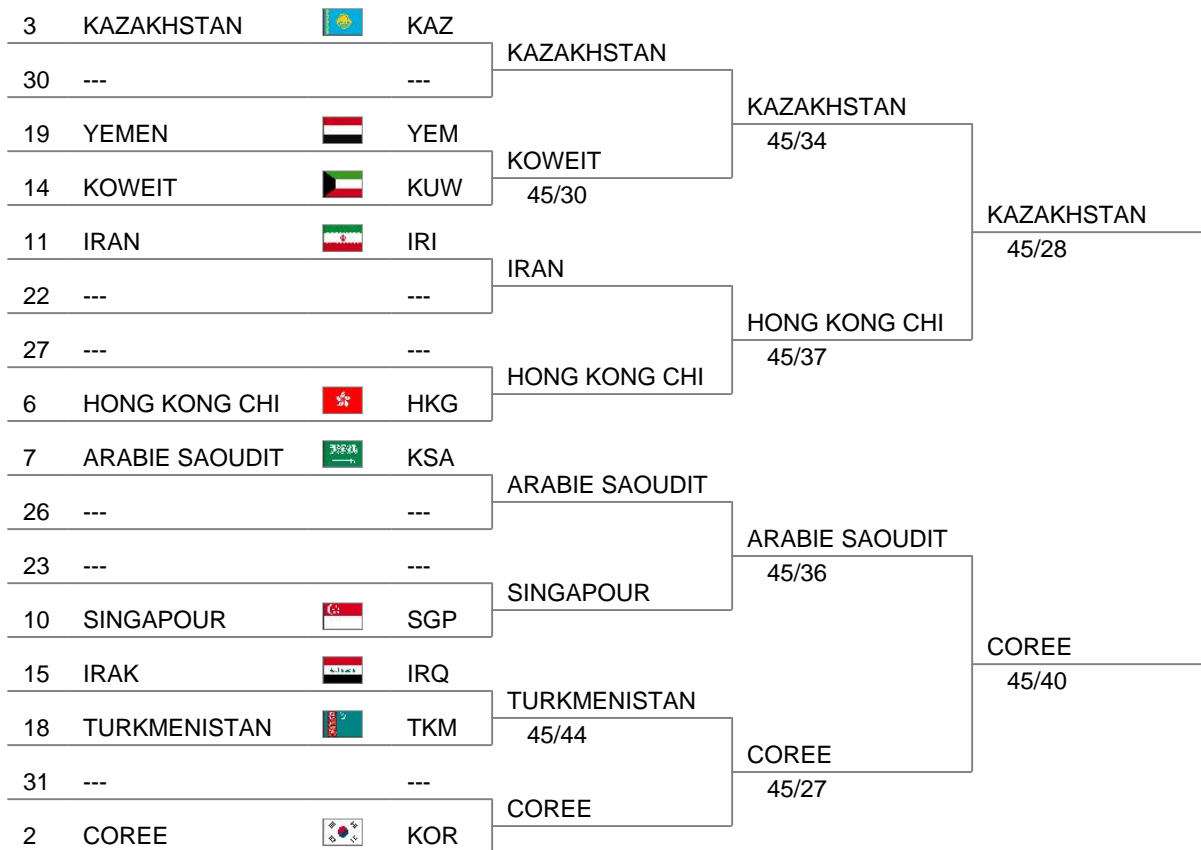 3 KAZAKHSTAN KAZ
KAZAKHSTAN
30 --- ---
KAZAKHSTAN
45/34
19 YEMEN YEM
KOWEIT
45/30
14 KOWEIT KUW
KAZAKHSTAN
45/28
11 IRAN IRI
IRAN
22 --- ---
HONG KONG CHI
45/37
27 --- ---
HONG KONG CHI
6 HONG KONG CHI HKG
7 ARABIE SAOUDIT KSA
ARABIE SAOUDIT
26 --- ---
ARABIE SAOUDIT
45/36
23 --- ---
SINGAPOUR
10 SINGAPOUR SGP
COREE
45/40
15 IRAK IRQ
TURKMENISTAN
45/44
18 TURKMENISTAN TKM
COREE
45/27
31 --- ---
COREE
2 COREE KOR